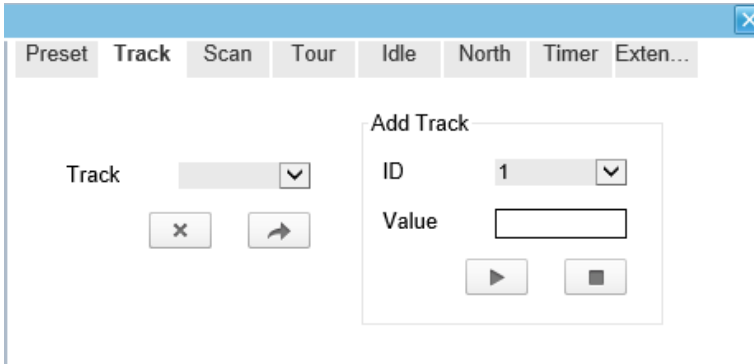 Preset Track Scan Tour Idle North Timer Exten...
Add Track
Track
ID 1
Value